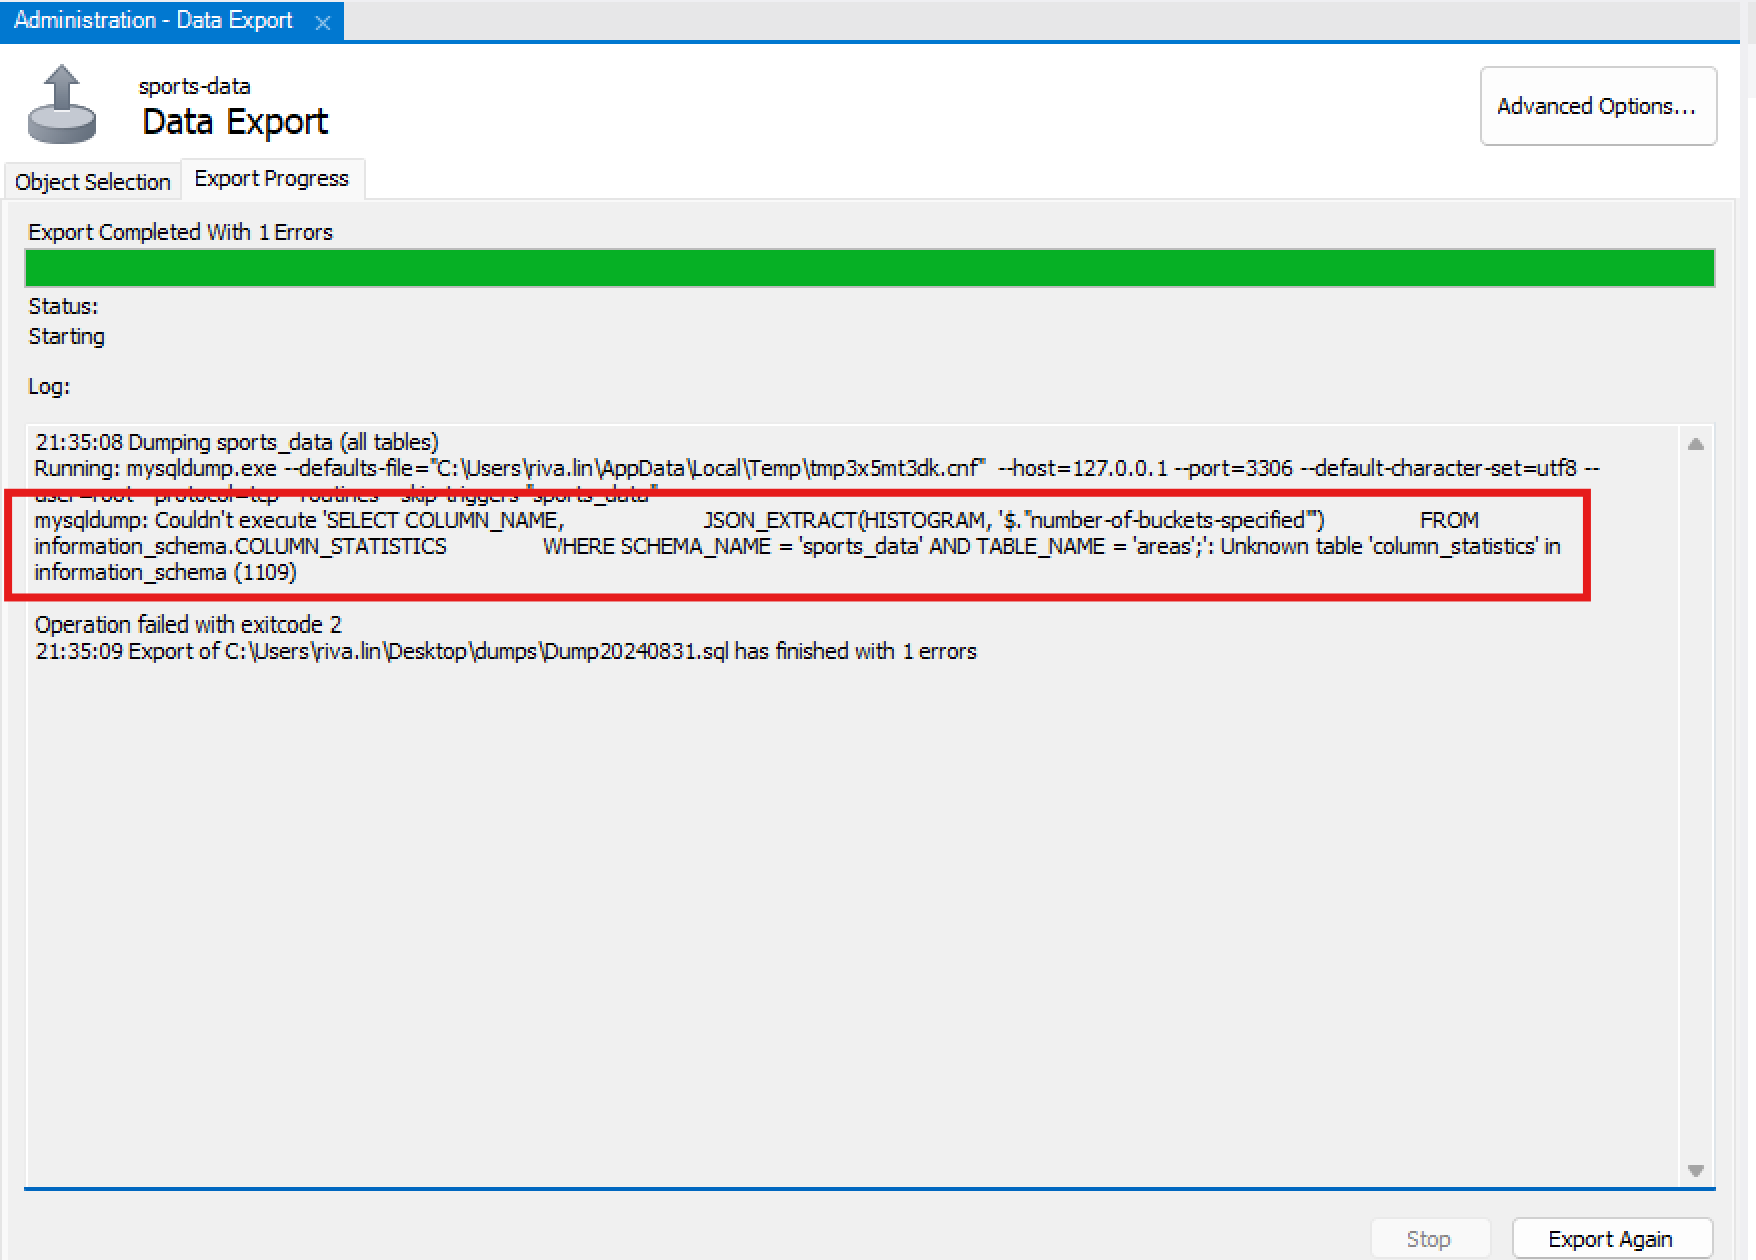 Administration - Data Export
sports-data
Data Export
Advanced Options...
Object Selection
Export Progress
Export Completed With 1 Errors
Status:
Starting
Log:
21:35:08 Dumping sports_data (all tables)
Running: mysqldump.exe --defaults-file="C:\Users\riva.lin\AppData\Local\Temp\tmp3x5mt3dk.cnf"  --host=127.0.0.1 --port=3306 --default-character-set=utf8 --
user=root --protocol=tcp --routines --skip-triggers "sports_data"
mysqldump: Couldn't execute 'SELECT COLUMN_NAME,                       JSON_EXTRACT(HISTOGRAM, '$."number-of-buckets-specified"')                FROM
information_schema.COLUMN_STATISTICS                WHERE SCHEMA_NAME = 'sports_data' AND TABLE_NAME = 'areas';': Unknown table 'column_statistics' in
information_schema (1109)
Operation failed with exitcode 2
21:35:09 Export of C:\Users\riva.lin\Desktop\dumps\Dump20240831.sql has finished with 1 errors
Stop
Export Again